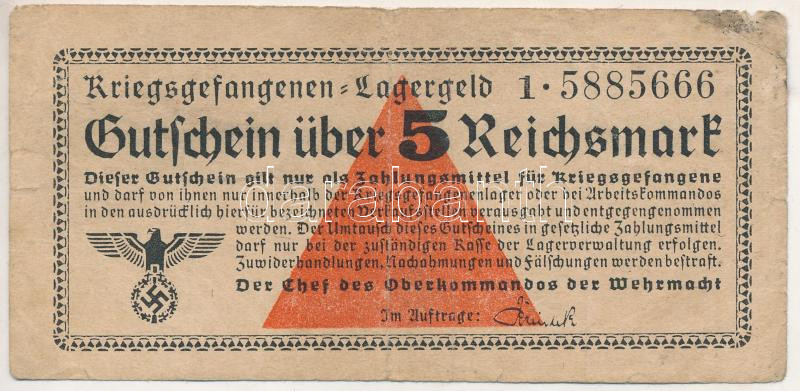 Kriegsgefangenen=Lagergeld 1·5885666
Gutschein über 5 Reichsmark
Dieser Gutschein gilt nur als Zahlungsmittel für Kriegsgefangene
und darf von ihnen nur innerhalb der Kriegsgefangenenlager oder bei Arbeitskommandos
in den ausdrücklich hierfür bezeichneten Verkaufsstellen verausgabt und entgegengenommen
werden. Der Umtausch dieses Gutscheines in gesetzliche Zahlungsmittel
darf nur bei der zuständigen Kasse der Lagerverwaltung erfolgen.
Zuwiderhandlungen, Nachahmungen und Fälschungen werden bestraft.
Der Chef des Oberkommandos der Wehrmacht
Im Auftrage:
darabanth